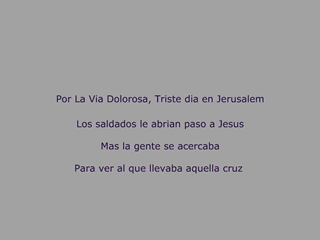 Por La Via Dolorosa, Triste dia en Jerusalem
Los saldados le abrian paso a Jesus
Mas la gente se acercaba
Para ver al que llevaba aquella cruz